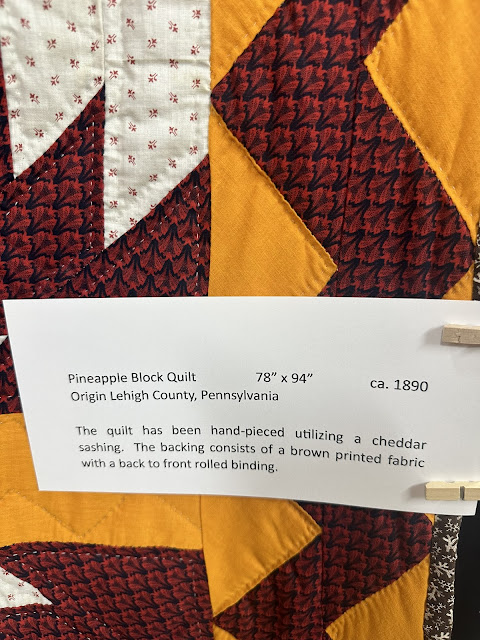 Pineapple Block Quilt 78” x 94” ca. 1890
Origin Lehigh County, Pennsylvania
The quilt has been hand-pieced utilizing a cheddar
sashing. The backing consists of a brown printed fabric
with a back to front rolled binding.